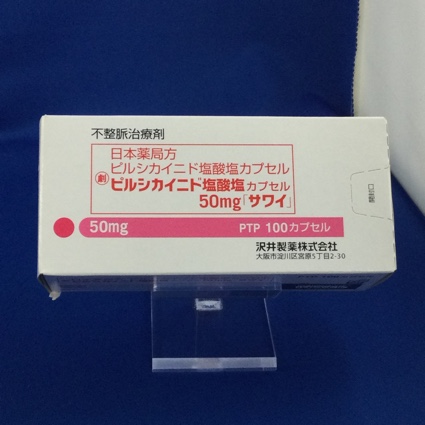 不整脈治療剤
日本薬局方
ピルシカイニド塩酸塩カプセル
劇 ピルシカイニド塩酸塩カプセル
50mg「サワイ」
50mg PTP 100カプセル
沢井製薬株式会社
大阪市淀川区宮原5丁目2-30
開封口